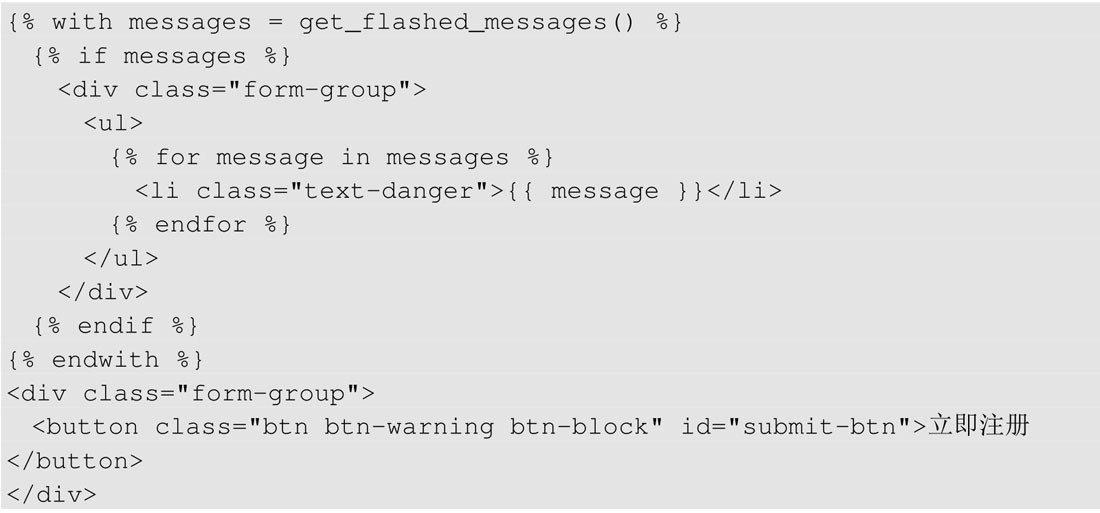 {% with messages = get_flashed_messages() %}
  {% if messages %}
    <div class="form-group">
      <ul>
        {% for message in messages %}
          <li class="text-danger">{{ message }}</li>
        {% endfor %}
      </ul>
    </div>
  {% endif %}
{% endwith %}
<div class="form-group">
  <button class="btn btn-warning btn-block" id="submit-btn">立即注册
</button>
</div>